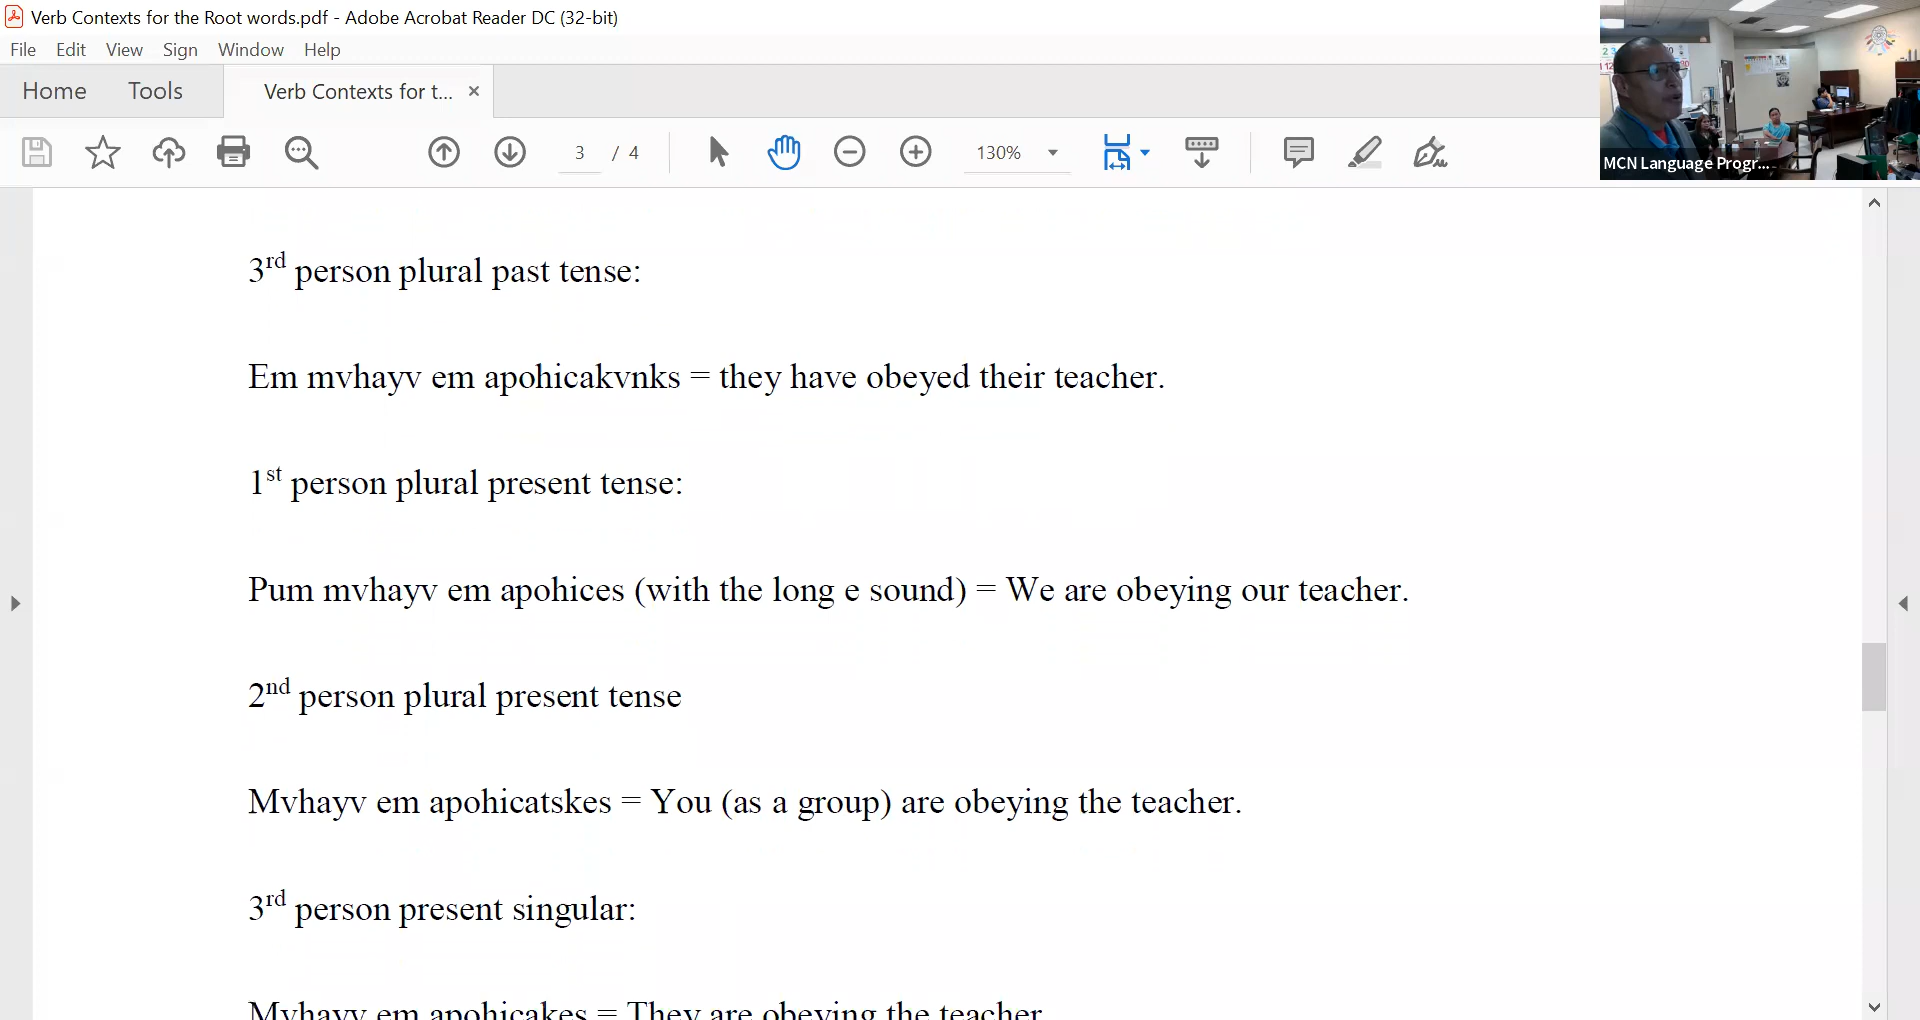 Verb Contexts for the Root words.pdf - Adobe Acrobat Reader DC (32-bit)
File Edit View Sign Window Help
Home Tools Verb Contexts for t... ×
3 / 4 130%
MCN Language Progr...
3rd person plural past tense:
Em mvhayv em apohicakvnks = they have obeyed their teacher.
1st person plural present tense:
Pum mvhayv em apohices (with the long e sound) = We are obeying our teacher.
2nd person plural present tense
Mvhayv em apohicatskes = You (as a group) are obeying the teacher.
3rd person present singular:
Mvhayv em apohicakes = They are obeying the teacher